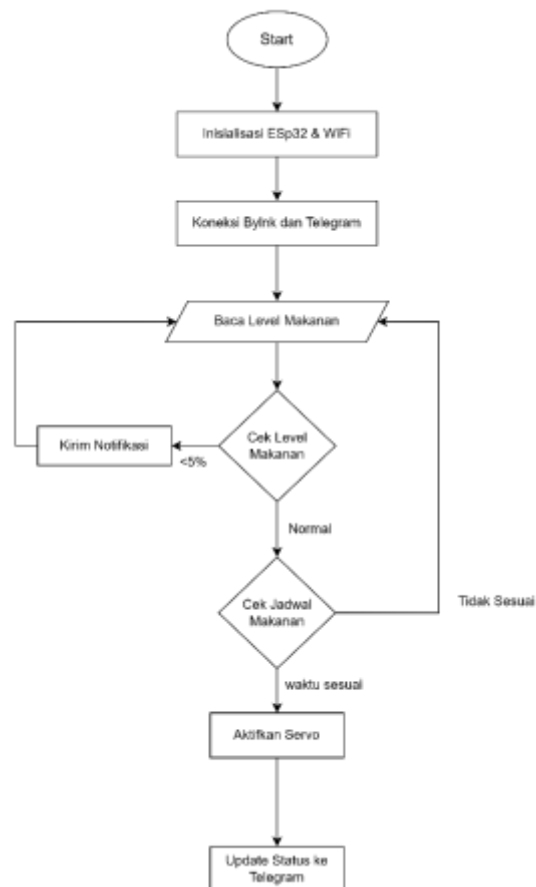 Start
Inisialisasi ESp32 & WiFi
Koneksi Bylnk dan Telegram
Baca Level Makanan
Kirim Notifikasi
<5%
Cek Level
Makanan
Normal
Cek Jadwal
Makanan
Tidak Sesuai
waktu sesuai
Aktifkan Servo
Update Status ke
Telegram